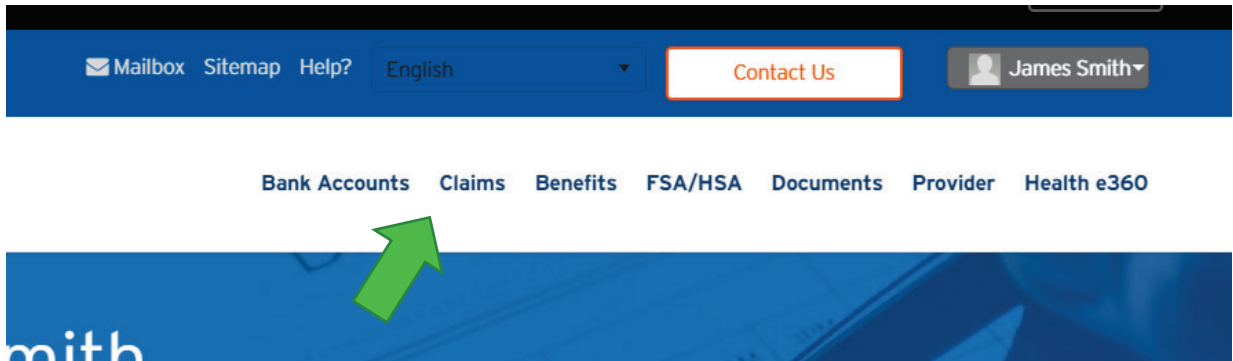 Mailbox Sitemap Help? English Contact Us James Smith
Bank Accounts Claims Benefits FSA/HSA Documents Provider Health e360
mith